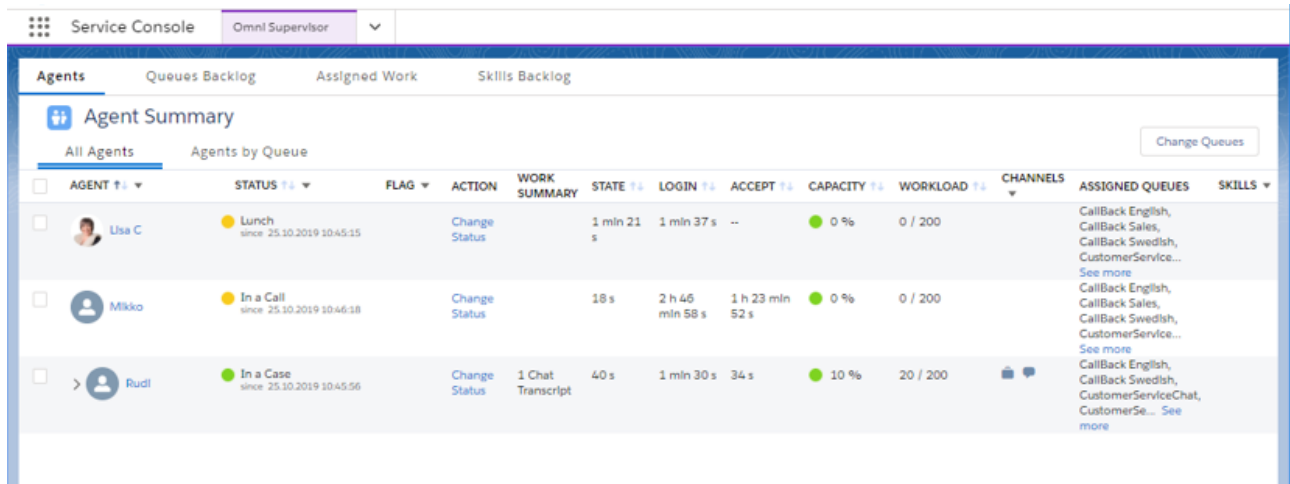 Service Console Omni Supervisor
Agents Queues Backlog Assigned Work Skills Backlog
Agent Summary
Change Queues
All Agents Agents by Queue
AGENT STATUS FLAG ACTION WORK SUMMARY STATE LOGIN ACCEPT CAPACITY WORKLOAD CHANNELS ASSIGNED QUEUES SKILLS
Lisa C
Lunch
since 25.10.2019 10:45:15
Change
Status
1 min 21
s
1 min 37 s
--
0 %
0 / 200
CallBack English,
CallBack Sales,
CallBack Swedish,
CustomerService...
See more
Mikko
In a Call
since 25.10.2019 10:46:18
Change
Status
18 s
2 h 46
min 58 s
1 h 23 min
52 s
0 %
0 / 200
CallBack English,
CallBack Sales,
CallBack Swedish,
CustomerService...
See more
Rudi
In a Case
since 25.10.2019 10:45:56
Change
Status
1 Chat
Transcript
40 s
1 min 30 s
34 s
10 %
20 / 200
CallBack English,
CallBack Swedish,
CustomerServiceChat,
CustomerSe... See
more